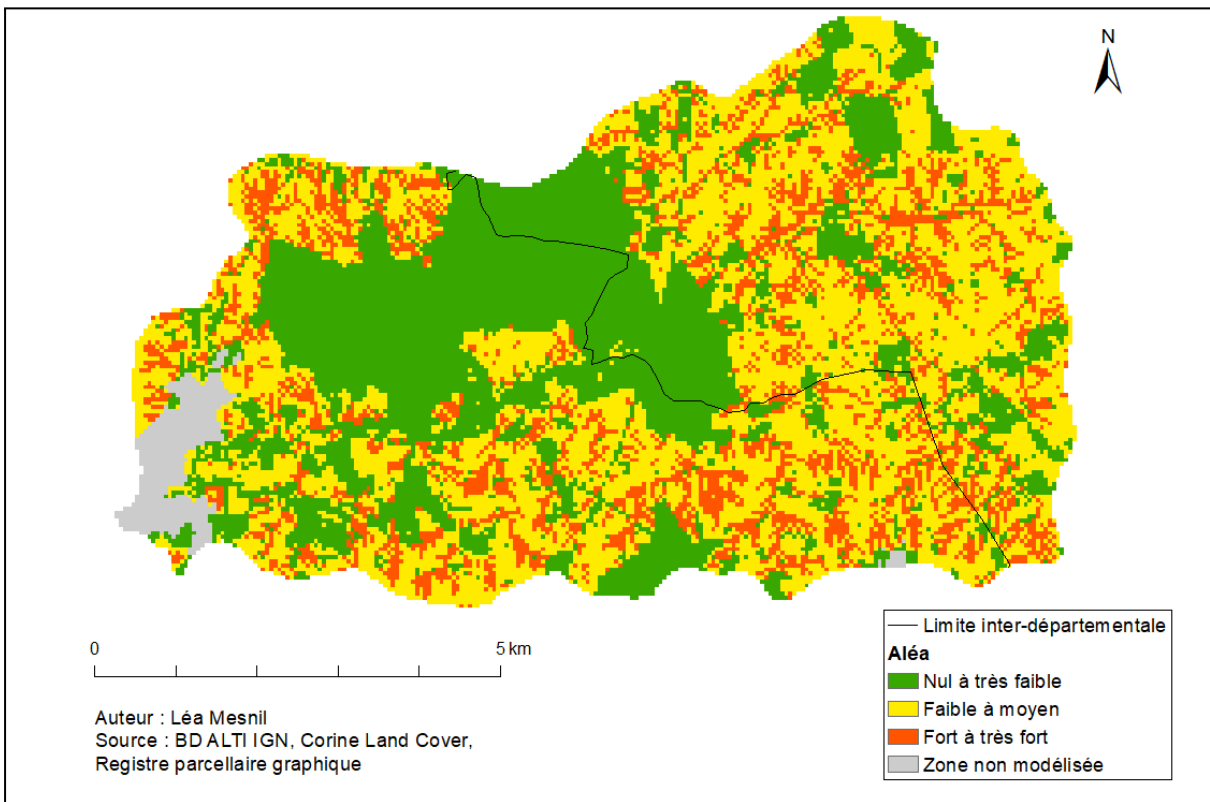 N
0
5 km
Auteur : Léa Mesnil
Source : BD ALTI IGN, Corine Land Cover,
Registre parcellaire graphique
Limite inter-départementale
Aléa
Nul à très faible
Faible à moyen
Fort à très fort
Zone non modélisée